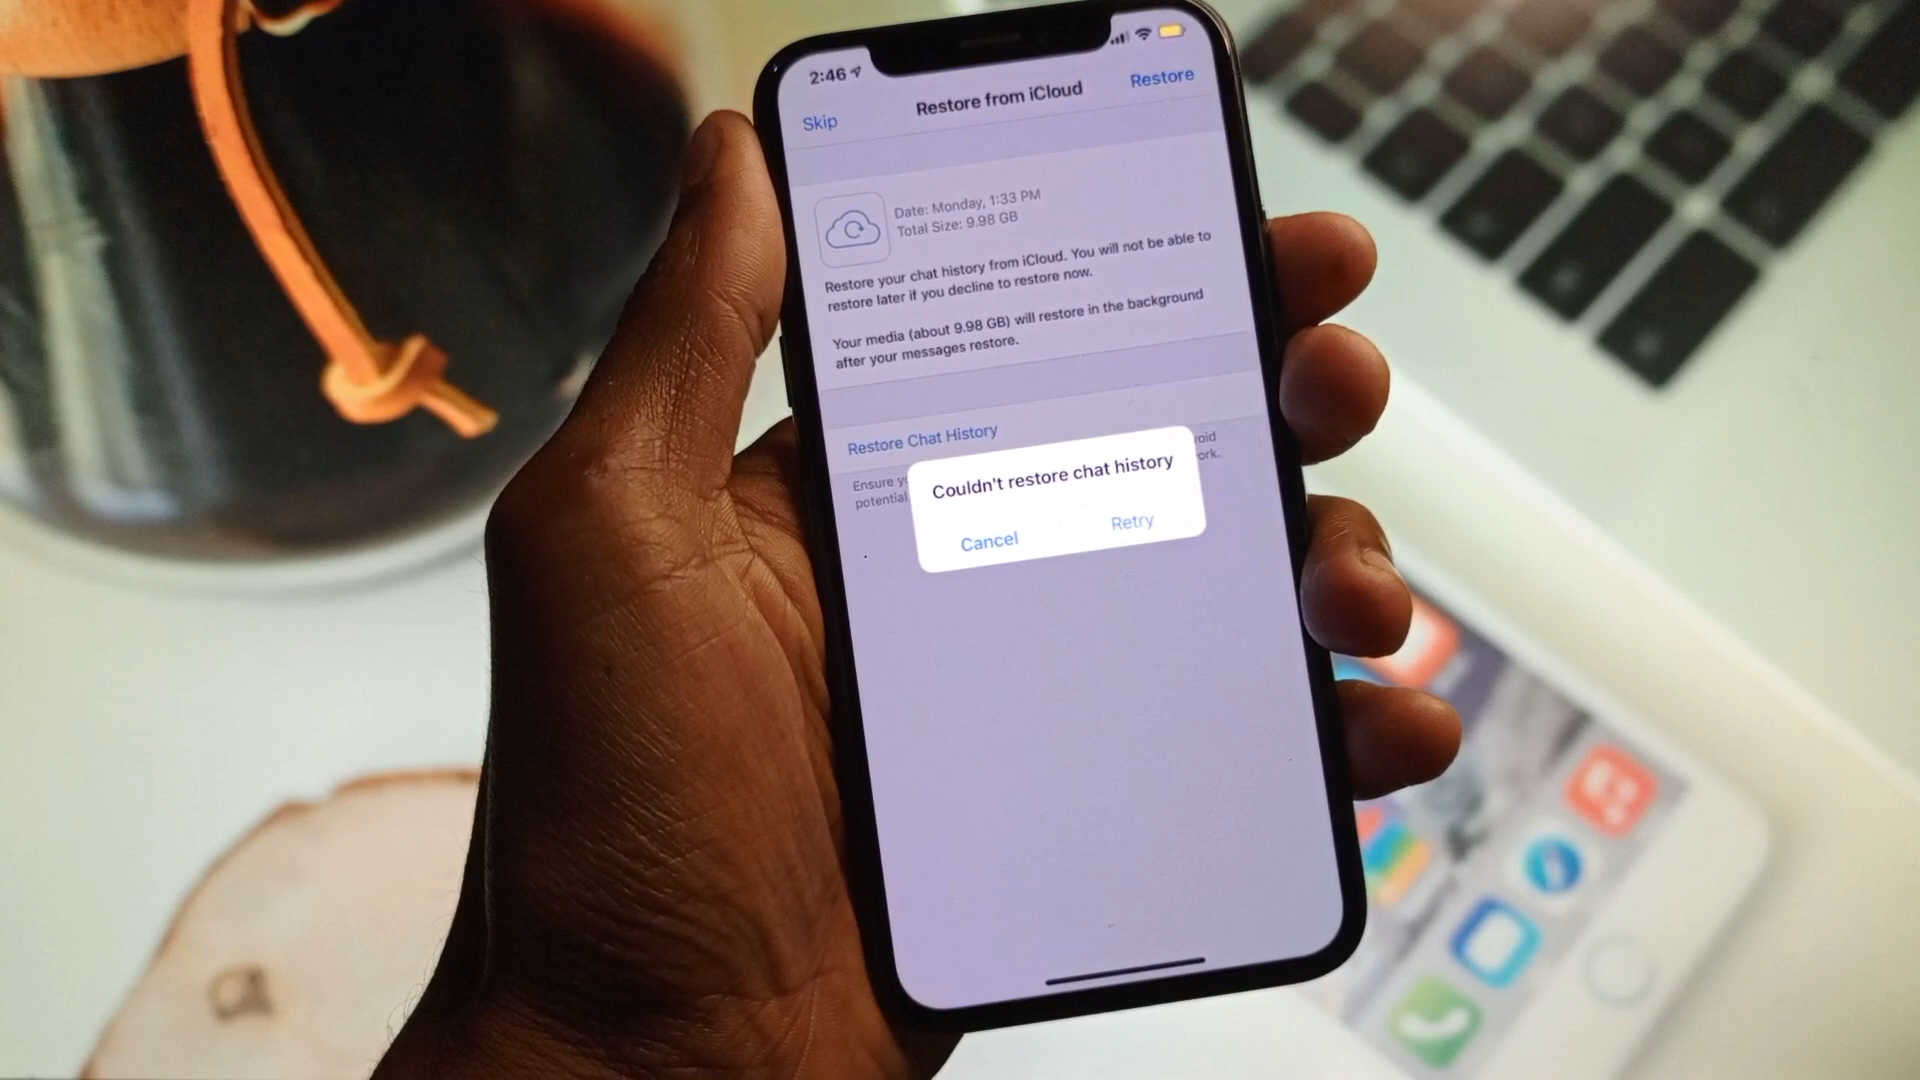 2:46
Restore from iCloud
Skip
Restore
Date: Monday, 1:33 PM
Total Size: 9.98 GB
Restore your chat history from iCloud. You will not be able to
restore later if you decline to restore now.
Your media (about 9.98 GB) will restore in the background
after your messages restore.
Restore Chat History
Ensure
potential
Couldn't restore chat history
Cancel
Retry